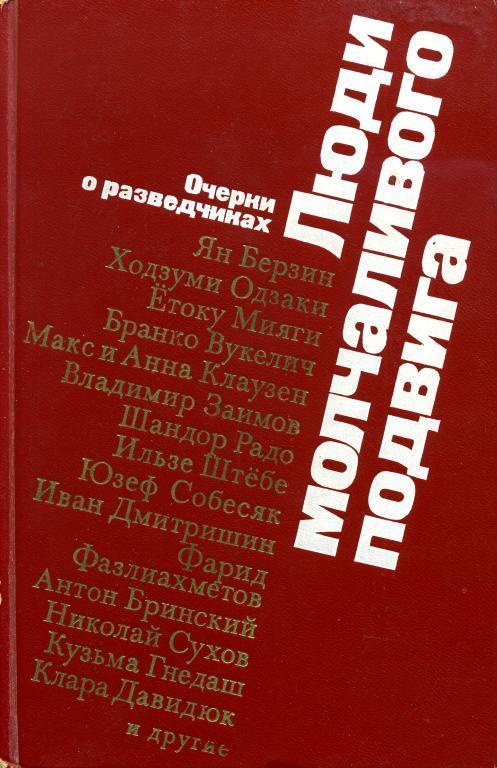 Люди
молчаливого
подвига
Очерки
о разведчиках
Ян Берзин
Ходзуми Одзаки
Ётоку Мияги
Бранко Вукелич
Макс и Анна Клаузен
Владимир Заимов
Шандор Радо
Ильзе Штёбе
Юзеф Собесяк
Иван Дмитришин
Фарид
Фазлиахметов
Антон Бринский
Николай Сухов
Кузьма Гнедаш
Клара Давидюк
и другие